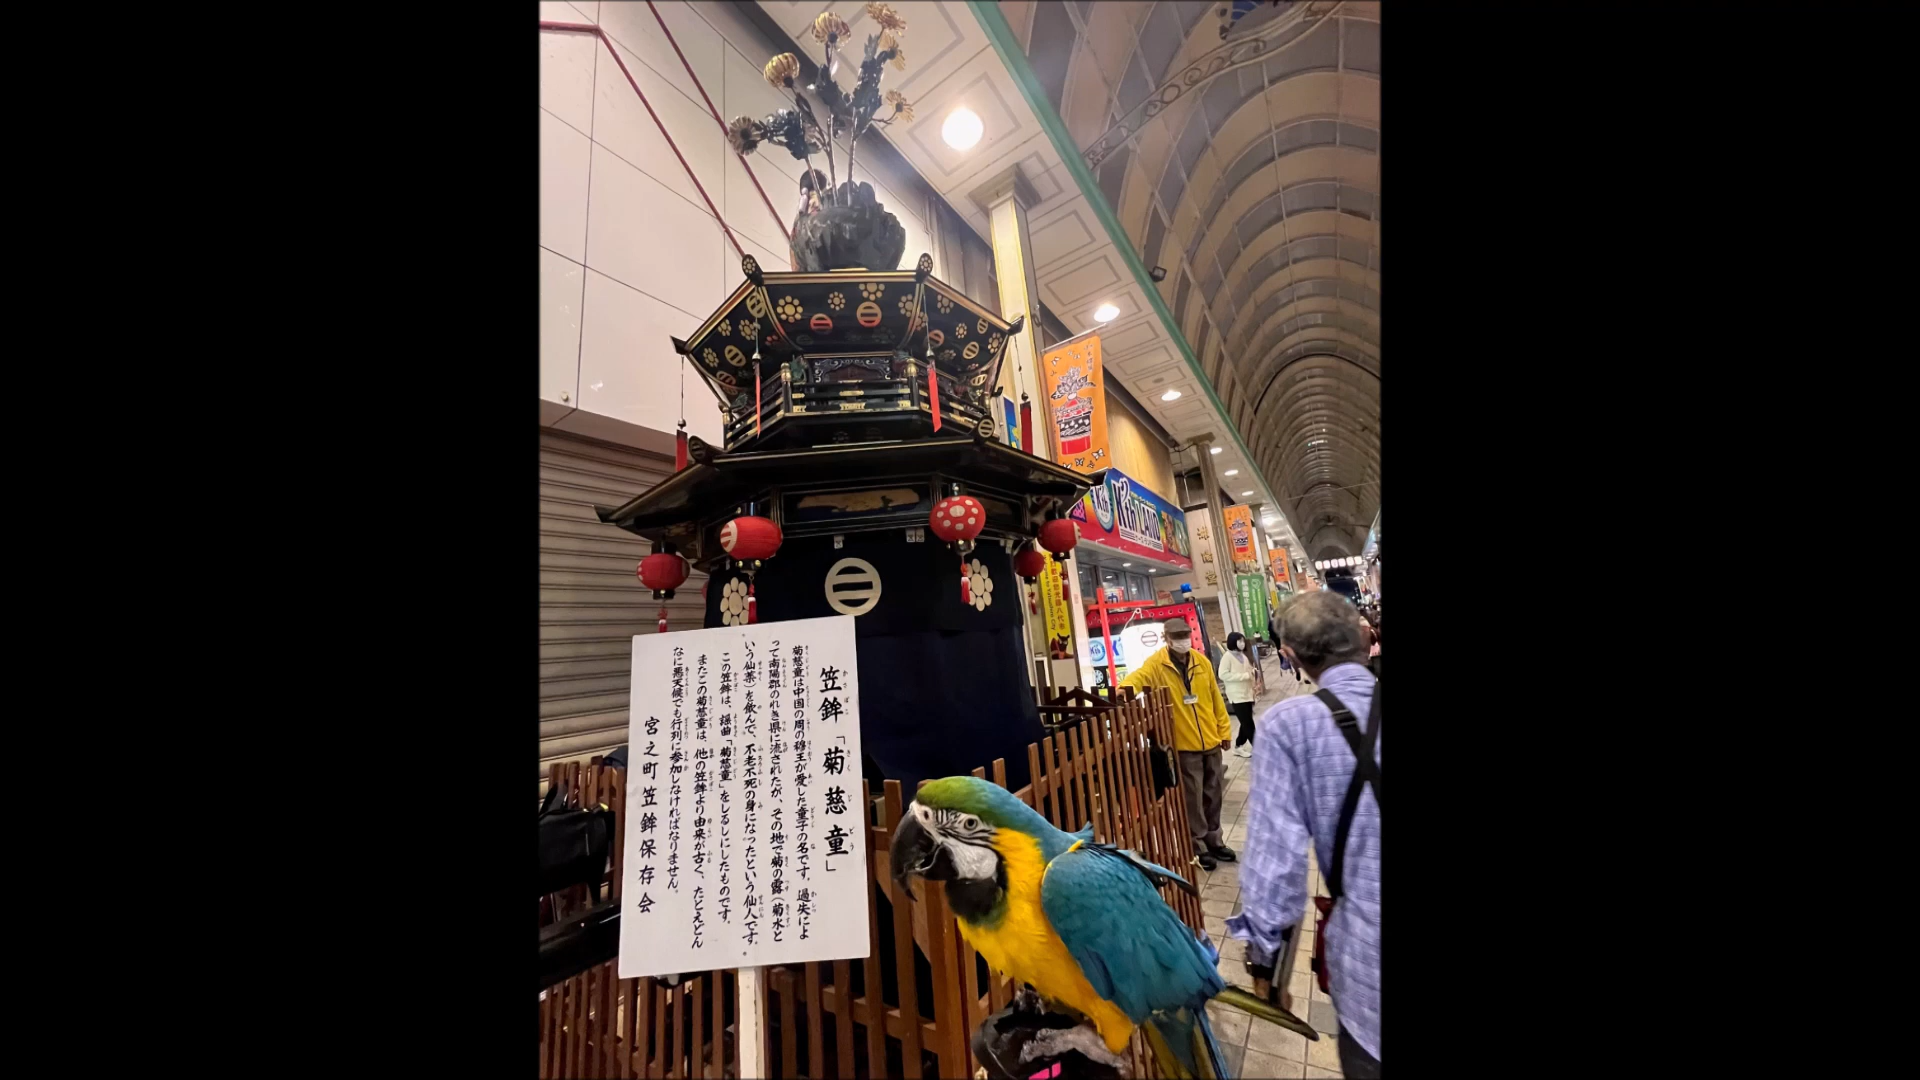 笠鉾「菊慈童」
菊慈童は中国の周の穆王が愛した童子の名です。過失によ
って南陽郡のれき県に流されたが、その地で菊の露（菊水と
いう仙薬）を飲んで、不老不死の身になったという仙人です。
この笠鉾は、謡曲「菊慈童」をしるしにしたものです。
またこの菊慈童は、他の笠鉾より由来が古く、たとえどん
なに悪天候でも行列に参加しなければなりません。
宮之町笠鉾保存会
K'th LAND
K'th